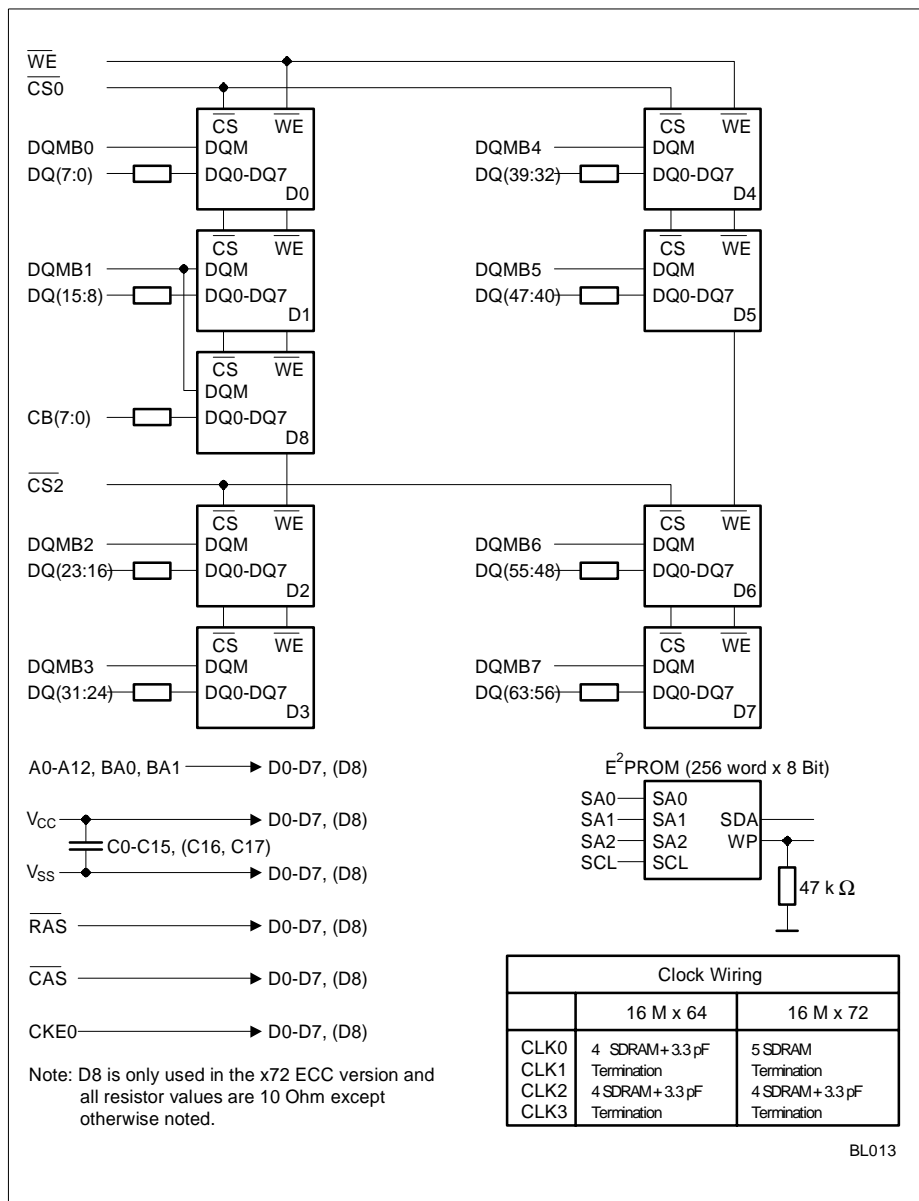 WE
CS0
CS WE
DQMB0 DQM
DQ(7:0) DQ0-DQ7
D0
CS WE
DQMB4 DQM
DQ(39:32) DQ0-DQ7
D4
CS WE
DQMB1 DQM
DQ(15:8) DQ0-DQ7
D1
CS WE
DQMB5 DQM
DQ(47:40) DQ0-DQ7
D5
CS WE
DQM
CB(7:0) DQ0-DQ7
D8
CS2
CS WE
DQMB2 DQM
DQ(23:16) DQ0-DQ7
D2
CS WE
DQMB6 DQM
DQ(55:48) DQ0-DQ7
D6
CS WE
DQMB3 DQM
DQ(31:24) DQ0-DQ7
D3
CS WE
DQMB7 DQM
DQ(63:56) DQ0-DQ7
D7
A0-A12, BA0, BA1 D0-D7, (D8)
VCC D0-D7, (D8)
C0-C15, (C16, C17)
VSS D0-D7, (D8)
RAS D0-D7, (D8)
CAS D0-D7, (D8)
CKE0 D0-D7, (D8)
E²PROM (256 word x 8 Bit)
SA0 SA0
SA1 SA1 SDA
SA2 SA2 WP
SCL SCL
47 k Ω
Clock Wiring
16 M x 64 16 M x 72
CLK0 4 SDRAM + 3.3 pF 5 SDRAM
CLK1 Termination Termination
CLK2 4 SDRAM + 3.3 pF 4 SDRAM + 3.3 pF
CLK3 Termination Termination
Note: D8 is only used in the x72 ECC version and
all resistor values are 10 Ohm except
otherwise noted.
BL013